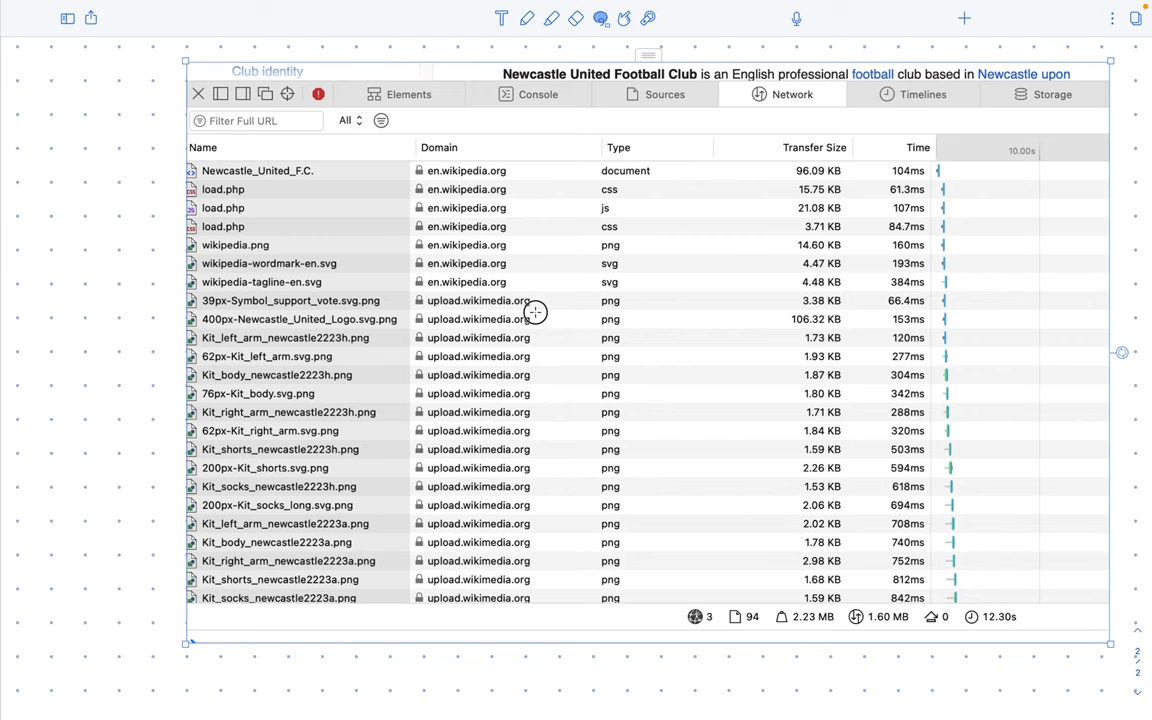 Club identity
Newcastle United Football Club is an English professional football club based in Newcastle upon
Elements Console Sources Network Timelines Storage
Filter Full URL All
Name Domain Type Transfer Size Time 10.00s
Newcastle_United_F.C. en.wikipedia.org document 96.09 KB 104ms
load.php en.wikipedia.org css 15.75 KB 61.3ms
load.php en.wikipedia.org js 21.08 KB 107ms
load.php en.wikipedia.org css 3.71 KB 84.7ms
wikipedia.png en.wikipedia.org png 14.60 KB 160ms
wikipedia-wordmark-en.svg en.wikipedia.org svg 4.47 KB 193ms
wikipedia-tagline-en.svg en.wikipedia.org svg 4.48 KB 384ms
39px-Symbol_support_vote.svg.png upload.wikimedia.org png 3.38 KB 66.4ms
400px-Newcastle_United_Logo.svg.png upload.wikimedia.org png 106.32 KB 153ms
Kit_left_arm_newcastle2223h.png upload.wikimedia.org png 1.73 KB 120ms
62px-Kit_left_arm.svg.png upload.wikimedia.org png 1.93 KB 277ms
Kit_body_newcastle2223h.png upload.wikimedia.org png 1.87 KB 304ms
76px-Kit_body.svg.png upload.wikimedia.org png 1.80 KB 342ms
Kit_right_arm_newcastle2223h.png upload.wikimedia.org png 1.71 KB 288ms
62px-Kit_right_arm.svg.png upload.wikimedia.org png 1.84 KB 320ms
Kit_shorts_newcastle2223h.png upload.wikimedia.org png 1.59 KB 503ms
200px-Kit_shorts.svg.png upload.wikimedia.org png 2.26 KB 594ms
Kit_socks_newcastle2223h.png upload.wikimedia.org png 1.53 KB 618ms
200px-Kit_socks_long.svg.png upload.wikimedia.org png 2.06 KB 694ms
Kit_left_arm_newcastle2223a.png upload.wikimedia.org png 2.02 KB 708ms
Kit_body_newcastle2223a.png upload.wikimedia.org png 1.78 KB 740ms
Kit_right_arm_newcastle2223a.png upload.wikimedia.org png 2.98 KB 752ms
Kit_shorts_newcastle2223a.png upload.wikimedia.org png 1.68 KB 812ms
Kit_socks_newcastle2223a.png upload.wikimedia.org png 1.59 KB 842ms
3 94 2.23 MB 1.60 MB 0 12.30s
2
/
2